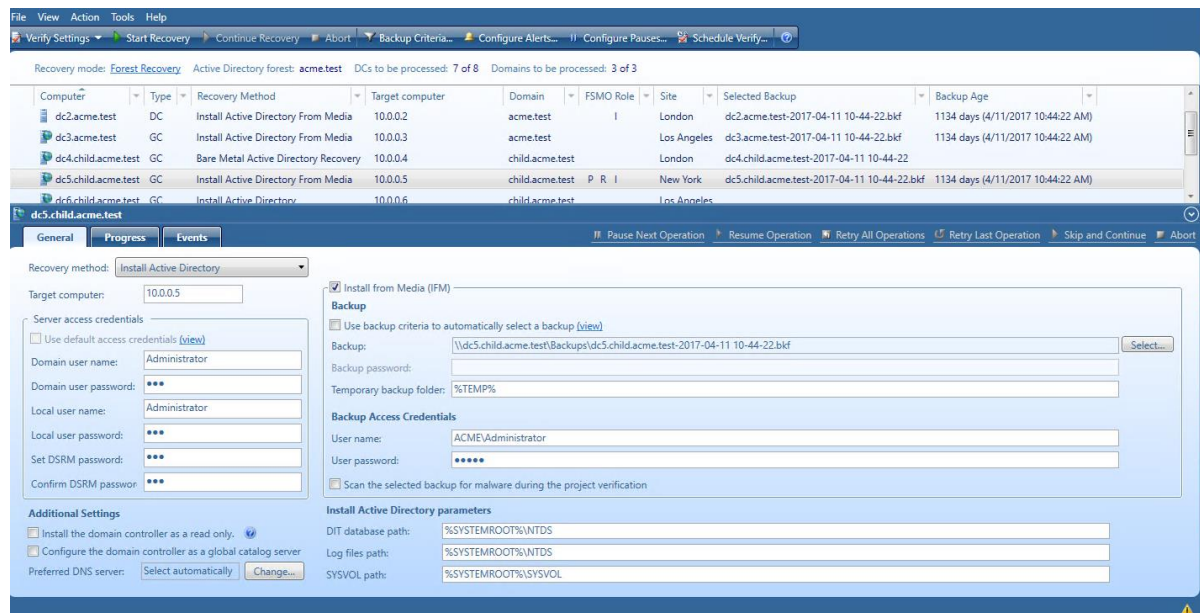 File View Action Tools Help
Verify Settings Start Recovery Continue Recovery Abort Backup Criteria... Configure Alerts... Configure Pauses... Schedule Verify...
Recovery mode: Forest Recovery Active Directory forest: acme.test DCs to be processed: 7 of 8 Domains to be processed: 3 of 3
Computer Type Recovery Method Target computer Domain FSMO Role Site Selected Backup Backup Age
dc2.acme.test DC Install Active Directory From Media 10.0.0.2 acme.test I London dc2.acme.test-2017-04-11 10-44-22.bkf 1134 days (4/11/2017 10:44:22 AM)
dc3.acme.test GC Install Active Directory From Media 10.0.0.3 acme.test Los Angeles dc3.acme.test-2017-04-11 10-44-22.bkf 1134 days (4/11/2017 10:44:22 AM)
dc4.child.acme.test GC Bare Metal Active Directory Recovery 10.0.0.4 child.acme.test London dc4.child.acme.test-2017-04-11 10-44-22
dc5.child.acme.test GC Install Active Directory From Media 10.0.0.5 child.acme.test P R I New York dc5.child.acme.test-2017-04-11 10-44-22.bkf 1134 days (4/11/2017 10:44:22 AM)
dc6.child.acme.test GC Install Active Directory 10.0.0.6 child.acme.test Los Angeles
dc5.child.acme.test
General Progress Events Pause Next Operation Resume Operation Retry All Operations Retry Last Operation Skip and Continue Abort
Recovery method: Install Active Directory
Target computer: 10.0.0.5
Server access credentials
Use default access credentials (view)
Domain user name: Administrator
Domain user password: •••
Local user name: Administrator
Local user password: •••
Set DSRM password: •••
Confirm DSRM passwor •••
Additional Settings
Install the domain controller as a read only.
Configure the domain controller as a global catalog server
Preferred DNS server: Select automatically Change...
Install from Media (IFM)
Backup
Use backup criteria to automatically select a backup (view)
Backup: \\dc5.child.acme.test\Backups\dc5.child.acme.test-2017-04-11 10-44-22.bkf Select...
Backup password:
Temporary backup folder: %TEMP%
Backup Access Credentials
User name: ACME\Administrator
User password: •••••
Scan the selected backup for malware during the project verification
Install Active Directory parameters
DIT database path: %SYSTEMROOT%\NTDS
Log files path: %SYSTEMROOT%\NTDS
SYSVOL path: %SYSTEMROOT%\SYSVOL